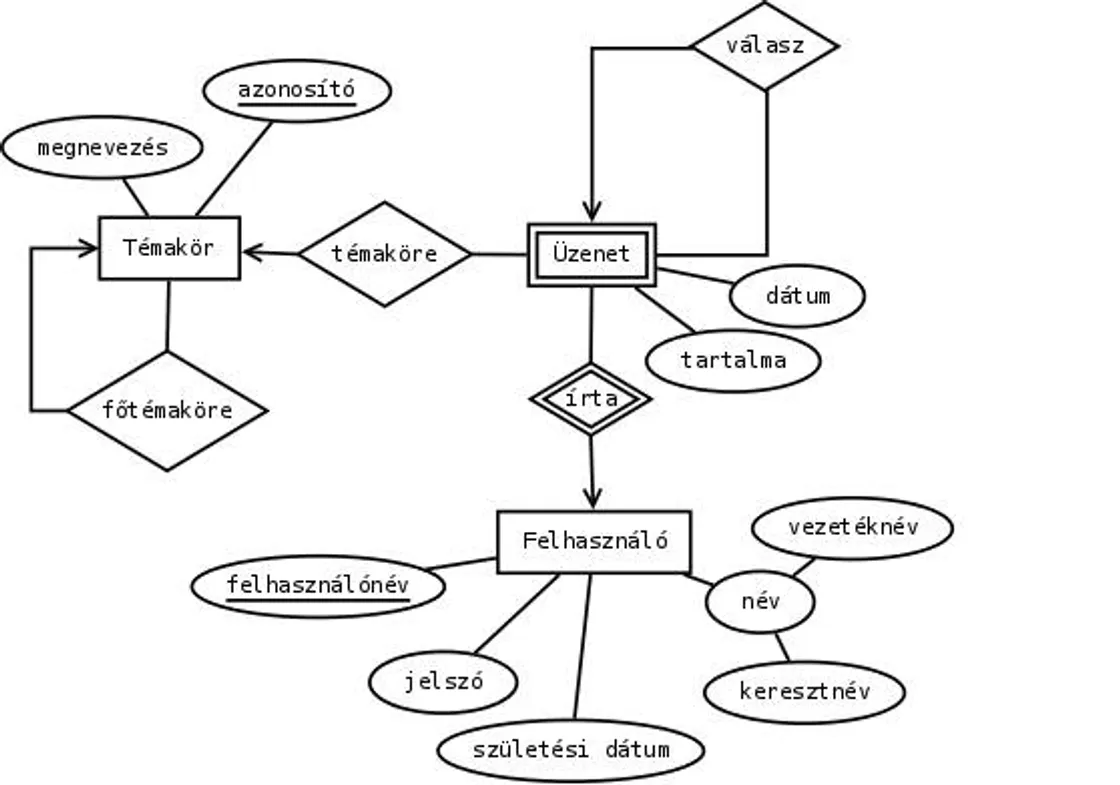 válasz
azonosító
megnevezés
Témakör
témaköre
Üzenet
dátum
tartalma
írta
főtémaköre
Felhasználó
vezetéknév
felhasználónév
név
jelszó
keresztnév
születési dátum